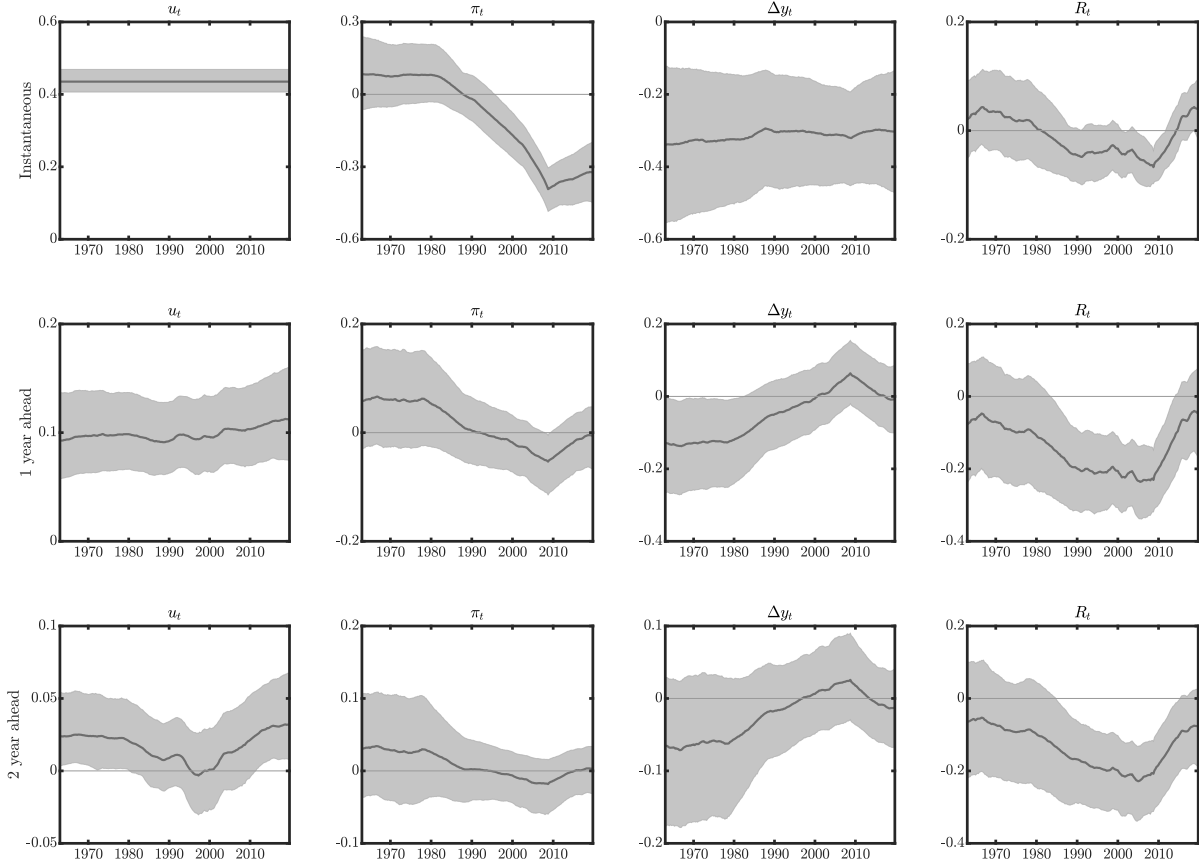 u_t π_t Δy_t R_t
Instantaneous
0.6 0.3 0 0.2
0.4 0 -0.2 0
0.2 -0.3 -0.4 -0.1
0 -0.6 -0.6 -0.2
1970 1980 1990 2000 2010 1970 1980 1990 2000 2010 1970 1980 1990 2000 2010 1970 1980 1990 2000 2010
u_t π_t Δy_t R_t
1 year ahead
0.2 0.2 0.2 0.2
0 0
0.1 0 -0.2 -0.2
0 -0.2 -0.4 -0.4
1970 1980 1990 2000 2010 1970 1980 1990 2000 2010 1970 1980 1990 2000 2010 1970 1980 1990 2000 2010
u_t π_t Δy_t R_t
2 year ahead
0.1 0.2 0.1 0.2
0.05 0.1 0 0
0 0 -0.1 -0.2
-0.05 -0.1 -0.2 -0.4
1970 1980 1990 2000 2010 1970 1980 1990 2000 2010 1970 1980 1990 2000 2010 1970 1980 1990 2000 2010